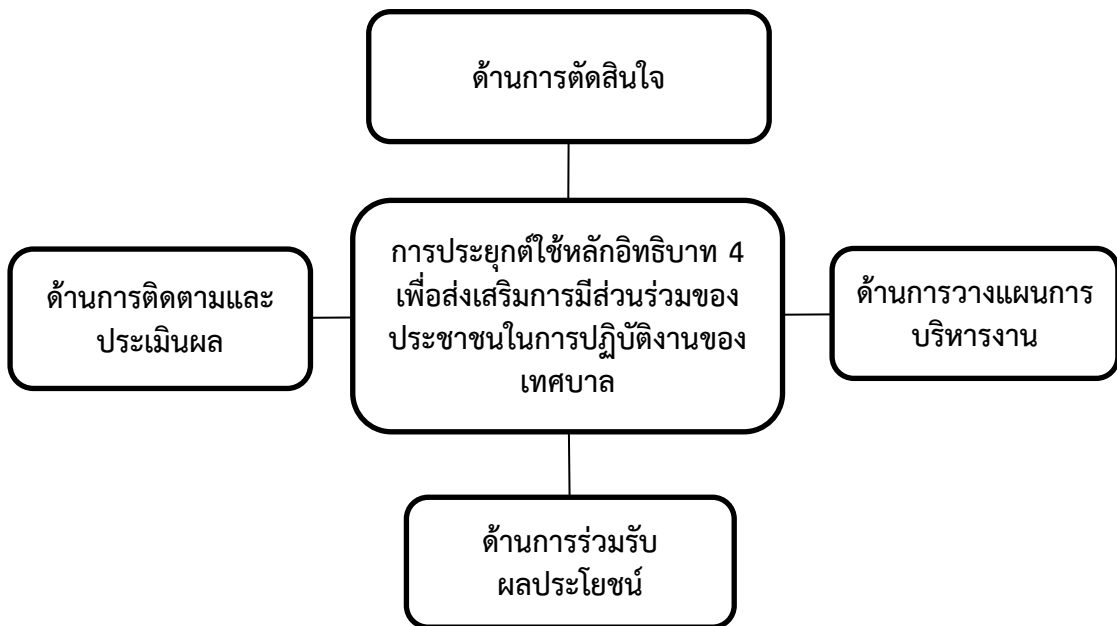 ด้านการตัดสินใจ
การประยุกต์ใช้หลักอิทธิบาท 4
เพื่อส่งเสริมการมีส่วนร่วมของ
ประชาชนในการปฏิบัติงานของ
เทศบาล
ด้านการติดตามและ
ประเมินผล
ด้านการวางแผนการ
บริหารงาน
ด้านการร่วมรับ
ผลประโยชน์